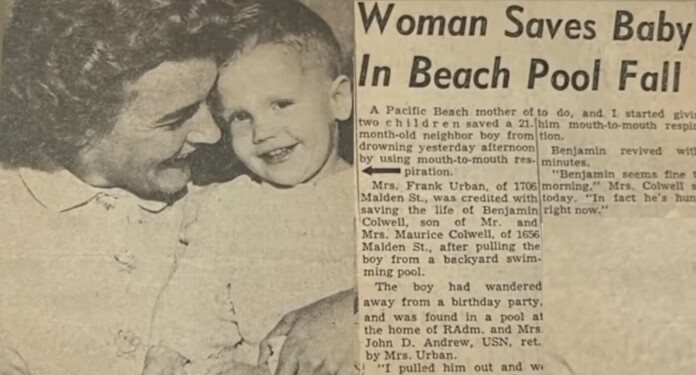 Woman Saves Baby
In Beach Pool Fall
A Pacific Beach mother of
two children saved a 21-
month-old neighbor boy from
drowning yesterday afternoon
by using mouth-to-mouth res-
piration.
Mrs. Frank Urban, of 1706
Malden St., was credited with
saving the life of Benjamin
Colwell, son of Mr. and
Mrs. Maurice Colwell, of 1656
Malden St., after pulling the
boy from a backyard swim-
ming pool.
The boy had wandered
away from a birthday party,
and was found in a pool at
the home of RAdm. and Mrs.
John D. Andrew, USN, ret.
by Mrs. Urban.
"I pulled him out and
to do, and I started
him mouth-to-mouth
tion.
Benjamin revived
minutes.
"Benjamin seems fine
morning," Mrs. Colwell
today. "In fact he's
right now."